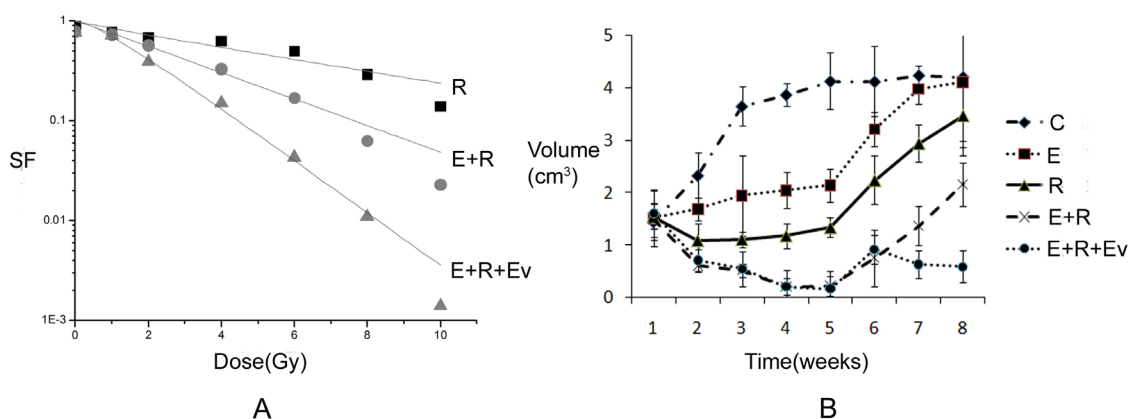 1
0.1
0.01
1E-3
SF
0 2 4 6 8 10
Dose(Gy)
R
E+R
E+R+Ev
A
5
4
3
2
1
0
Volume
(cm³)
1 2 3 4 5 6 7 8
Time(weeks)
C
E
R
E+R
E+R+Ev
B